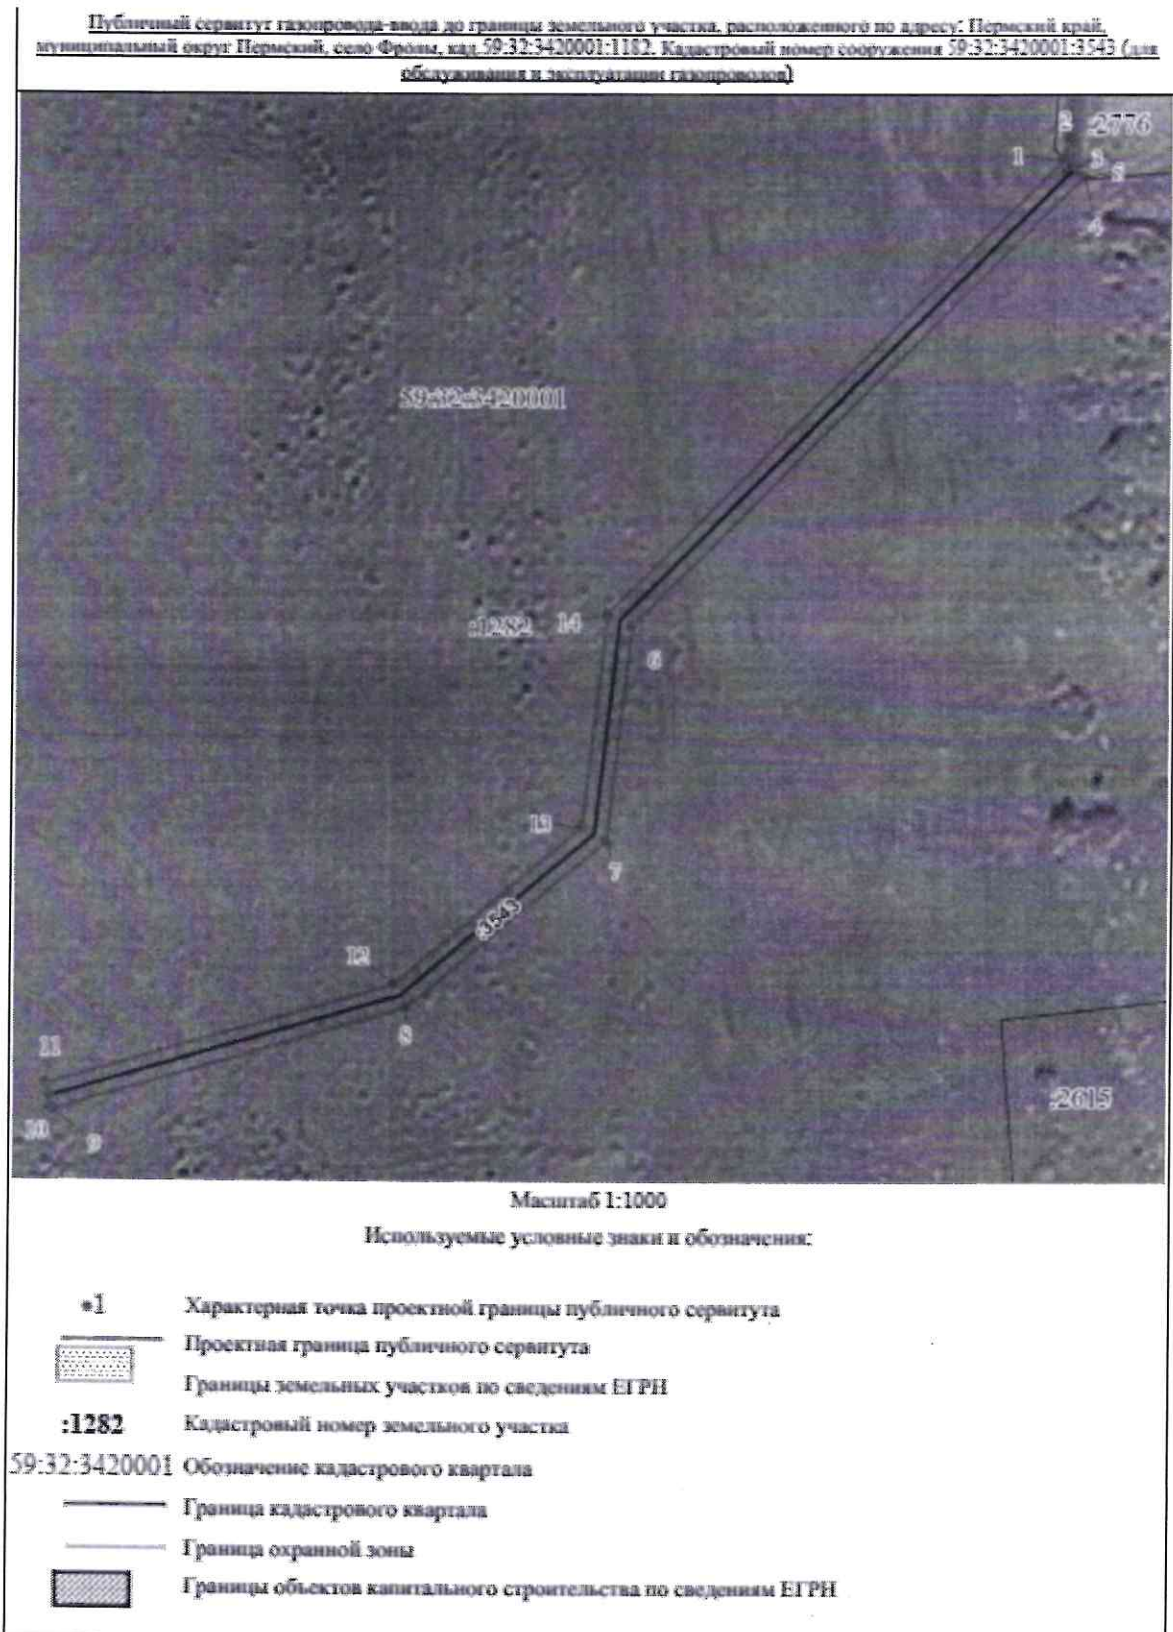 Публичный сервитут газопровода-ввода до границы земельного участка, расположенного по адресу: Пермский край,
муниципальный округ Пермский, село Фролы, кад.59:32:3420001:1182. Кадастровый номер сооружения 59:32:3420001:3543 (для
обслуживания и эксплуатации газопроводов)
2 :2776
1 3
5
4
59:32:3420001
:1282 14
6
13
7
:3543
12
8
11
:2615
10 9
Масштаб 1:1000
Используемые условные знаки и обозначения:
1 Характерная точка проектной границы публичного сервитута
Проектная граница публичного сервитута
Границы земельных участков по сведениям ЕГРН
:1282 Кадастровый номер земельного участка
59:32:3420001 Обозначение кадастрового квартала
Граница кадастрового квартала
Граница охранной зоны
Границы объектов капитального строительства по сведениям ЕГРН